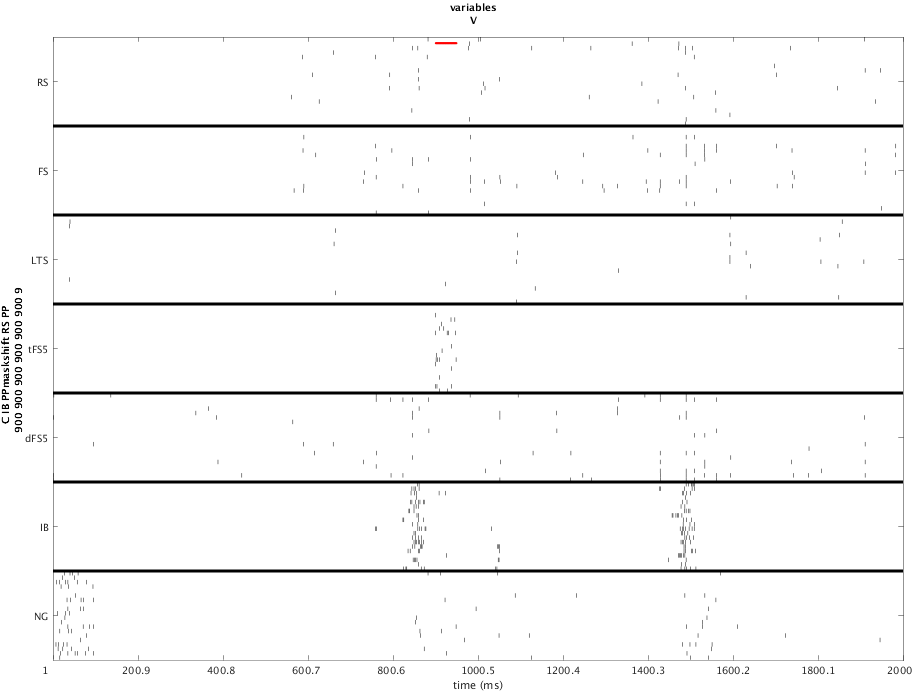 variables
V
RS
FS
LTS
tFS5
dFS5
IB
NG
C IB PPmaskshift RS PP
900 900 900 900 900 900 9
1
200.9
400.8
600.7
800.6
1000.5
1200.4
1400.3
1600.2
1800.1
2000
time (ms)